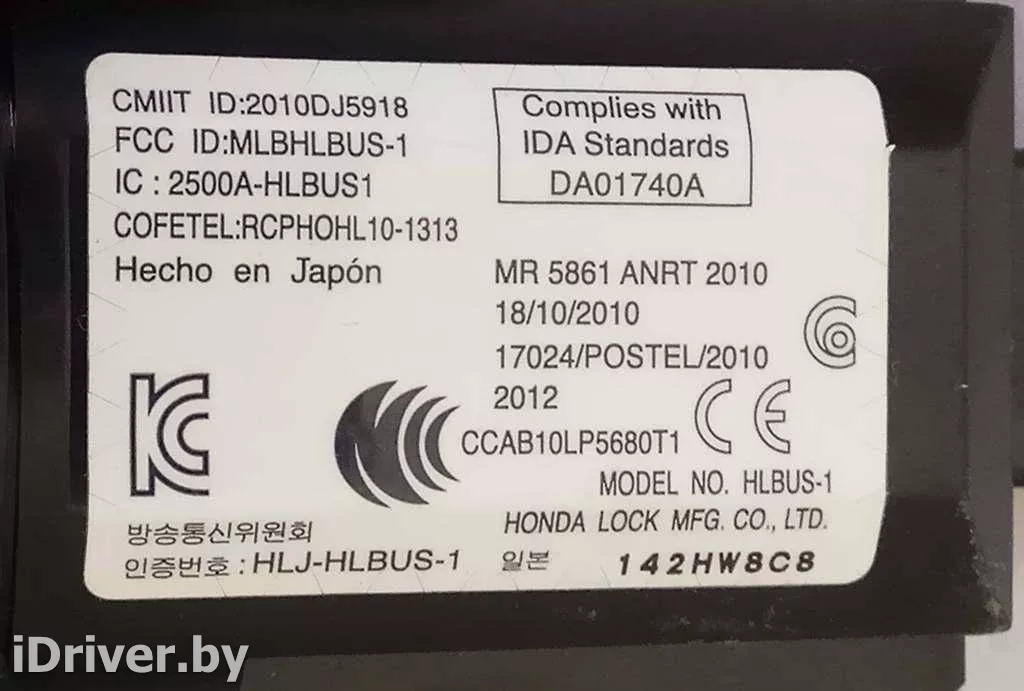 CMIIT ID:2010DJ5918
FCC ID:MLBHLBUS-1
IC : 2500A-HLBUS1
COFETEL:RCPHOHL10-1313
Hecho en Japón
Complies with
IDA Standards
DA01740A
MR 5861 ANRT 2010
18/10/2010
17024/POSTEL/2010
2012
CCAB10LP5680T1
CE
MODEL NO. HLBUS-1
HONDA LOCK MFG. CO., LTD.
방송통신위원회
인증번호 : HLJ-HLBUS-1
일본
142HW8C8
iDriver.by